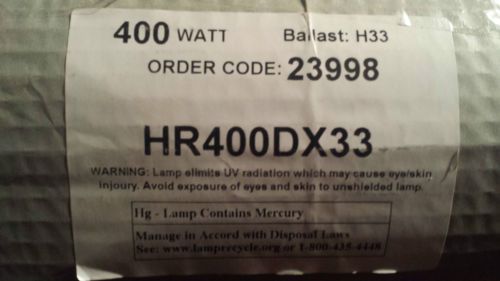 400 WATT Ballast: H33
ORDER CODE: 23998
HR400DX33
WARNING: Lamp elimits UV radiation which may cause eye/skin
injoury. Avoid exposure of eyes and skin to unshielded lamp.
Hg - Lamp Contains Mercury
Manage in Accord with Disposal Laws
See: www.lamprecycle.org or 1-800-435-4448